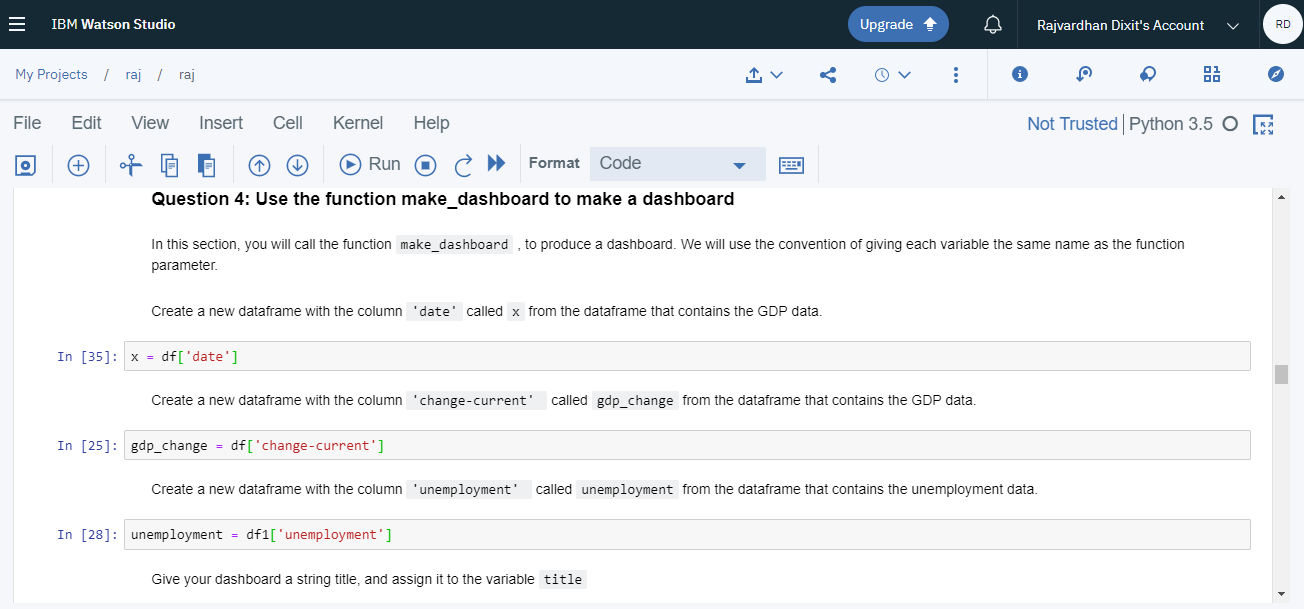 IBM Watson Studio
Upgrade
Rajvardhan Dixit's Account
RD
My Projects / raj / raj
File Edit View Insert Cell Kernel Help
Not Trusted | Python 3.5
Run
Format
Code
Question 4: Use the function make_dashboard to make a dashboard
In this section, you will call the function make_dashboard , to produce a dashboard. We will use the convention of giving each variable the same name as the function
parameter.
Create a new dataframe with the column 'date' called x from the dataframe that contains the GDP data.
In [35]: x = df['date']
Create a new dataframe with the column 'change-current' called gdp_change from the dataframe that contains the GDP data.
In [25]: gdp_change = df['change-current']
Create a new dataframe with the column 'unemployment' called unemployment from the dataframe that contains the unemployment data.
In [28]: unemployment = df1['unemployment']
Give your dashboard a string title, and assign it to the variable title